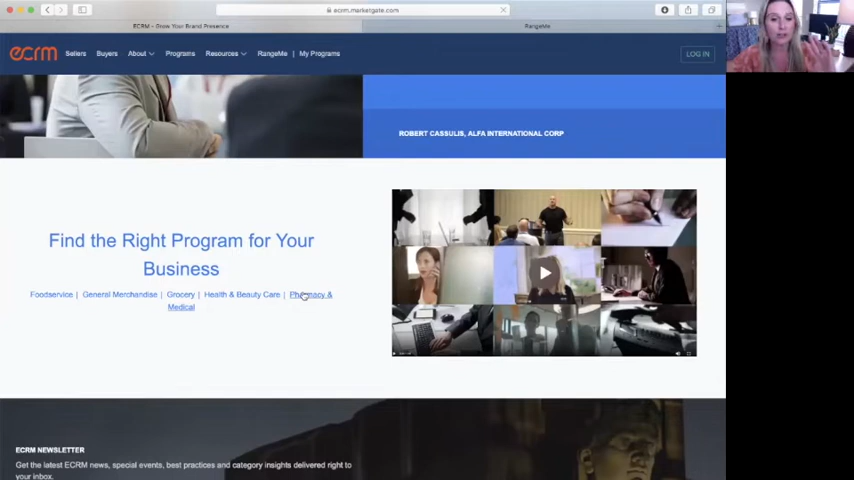 ecrm.marketgate.com
ECRM – Grow Your Brand Presence
RangeMe
ecrm
Sellers
Buyers
About
Programs
Resources
RangeMe
My Programs
LOG IN
ROBERT CASSULIS, ALFA INTERNATIONAL CORP
Find the Right Program for Your
Business
Foodservice | General Merchandise | Grocery | Health & Beauty Care | Pharmacy &
Medical
ECRM NEWSLETTER
Get the latest ECRM news, special events, best practices and category insights delivered right to
your inbox.